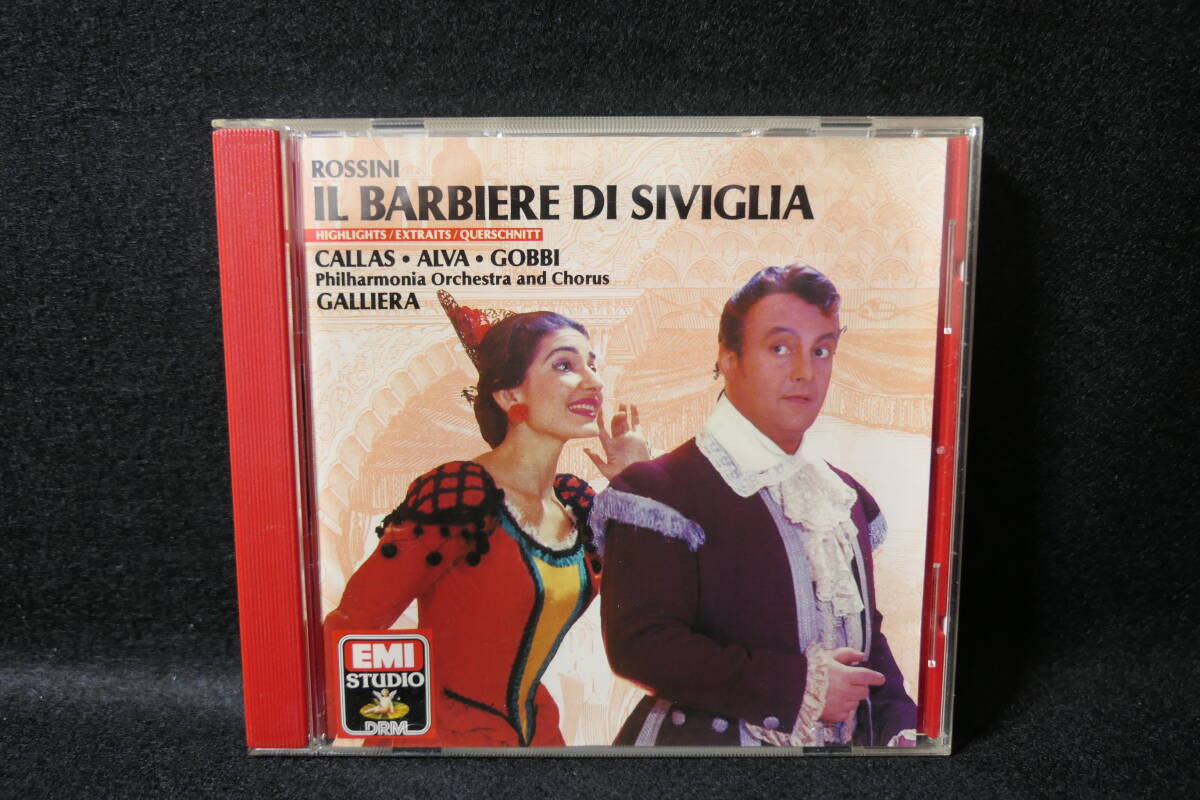 ROSSINI
IL BARBIERE DI SIVIGLIA
HIGHLIGHTS/EXTRAITS/QUERSCHNITT
CALLAS • ALVA • GOBBI
Philharmonia Orchestra and Chorus
GALLIERA
EMI
STUDIO
DRM